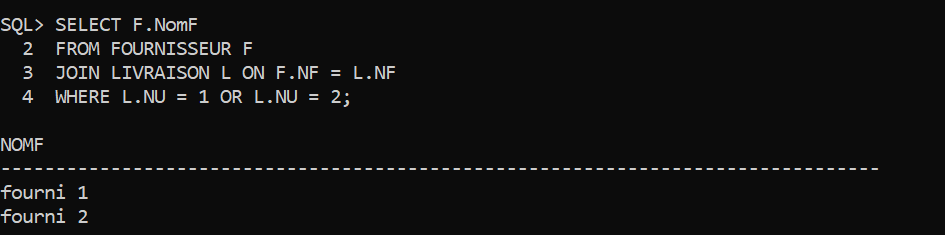 SQL> SELECT F.NomF
  2  FROM FOURNISSEUR F
  3  JOIN LIVRAISON L ON F.NF = L.NF
  4  WHERE L.NU = 1 OR L.NU = 2;
NOMF
--------------------------------------------------------------------------------
fourni 1
fourni 2